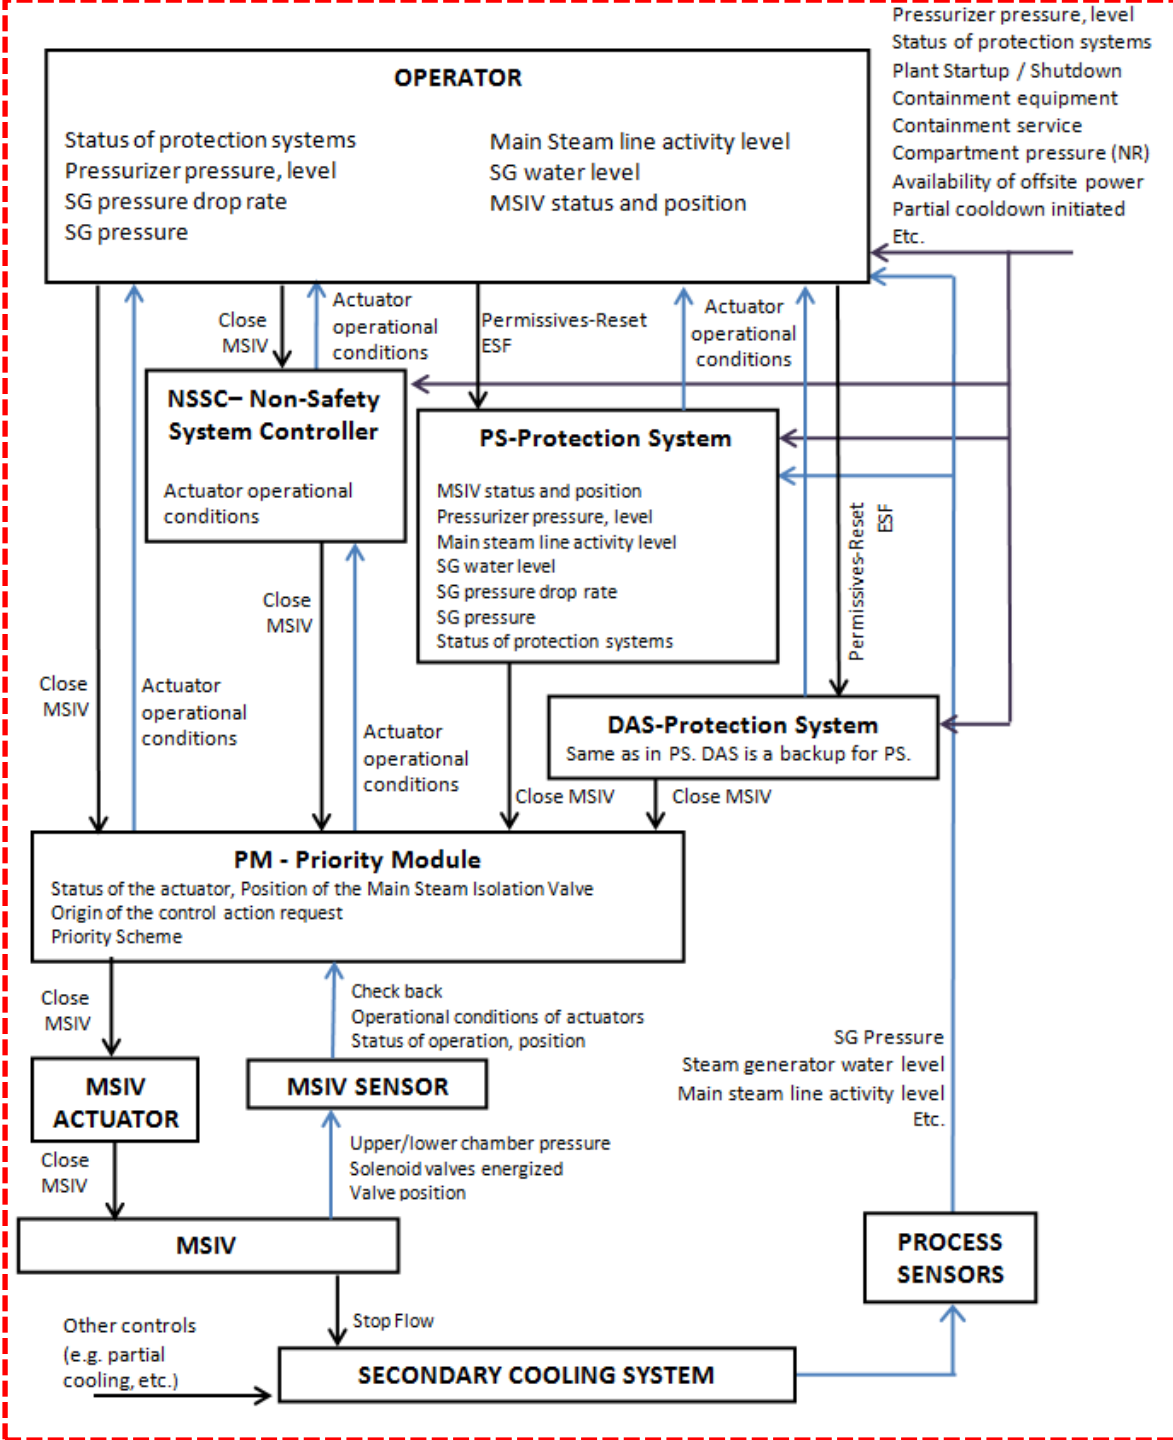 Pressurizer pressure, level
Status of protection systems
Plant Startup / Shutdown
Containment equipment
Containment service
Compartment pressure (NR)
Availability of offsite power
Partial cooldown initiated
Etc.
OPERATOR
Status of protection systems
Pressurizer pressure, level
SG pressure drop rate
SG pressure
Main Steam line activity level
SG water level
MSIV status and position
Close
MSIV
Actuator
operational
conditions
Permissives-Reset
ESF
Actuator
operational
conditions
NSSC– Non-Safety
System Controller
Actuator operational
conditions
PS-Protection System
MSIV status and position
Pressurizer pressure, level
Main steam line activity level
SG water level
SG pressure drop rate
SG pressure
Status of protection systems
Permissives-Reset
ESF
Close
MSIV
Close
MSIV
Actuator
operational
conditions
Actuator
operational
conditions
DAS-Protection System
Same as in PS. DAS is a backup for PS.
Close MSIV
Close MSIV
PM - Priority Module
Status of the actuator, Position of the Main Steam Isolation Valve
Origin of the control action request
Priority Scheme
Close
MSIV
Check back
Operational conditions of actuators
Status of operation, position
MSIV
ACTUATOR
MSIV SENSOR
SG Pressure
Steam generator water level
Main steam line activity level
Etc.
Close
MSIV
Upper/lower chamber pressure
Solenoid valves energized
Valve position
MSIV
PROCESS
SENSORS
Stop Flow
Other controls
(e.g. partial
cooling, etc.)
SECONDARY COOLING SYSTEM